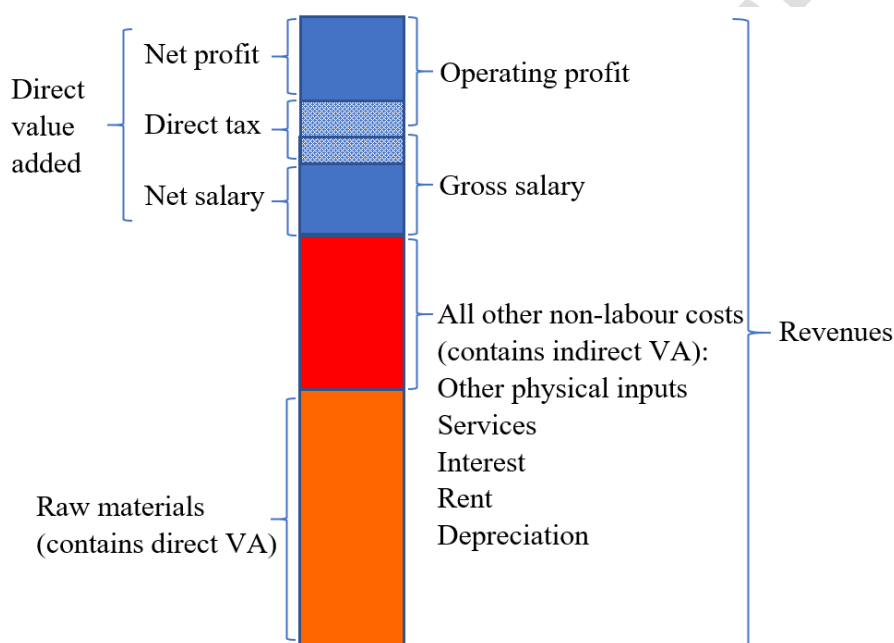 Net profit
Direct
value
added
Direct tax
Net salary
Operating profit
Gross salary
All other non-labour costs
(contains indirect VA):
Other physical inputs
Services
Interest
Rent
Depreciation
Revenues
Raw materials
(contains direct VA)